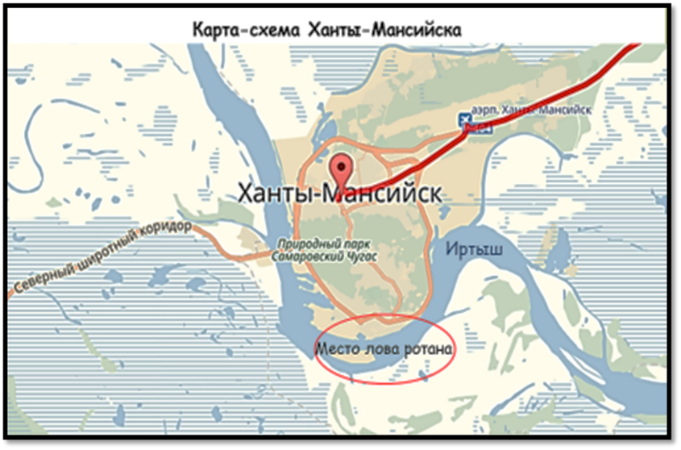 Карта-схема Ханты-Мансийска
аэрп. Ханты-Мансийск
Ханты-Мансийск
Природный парк
Самаровский Чугас
Иртыш
Северный широтный коридор
Место лова ротана